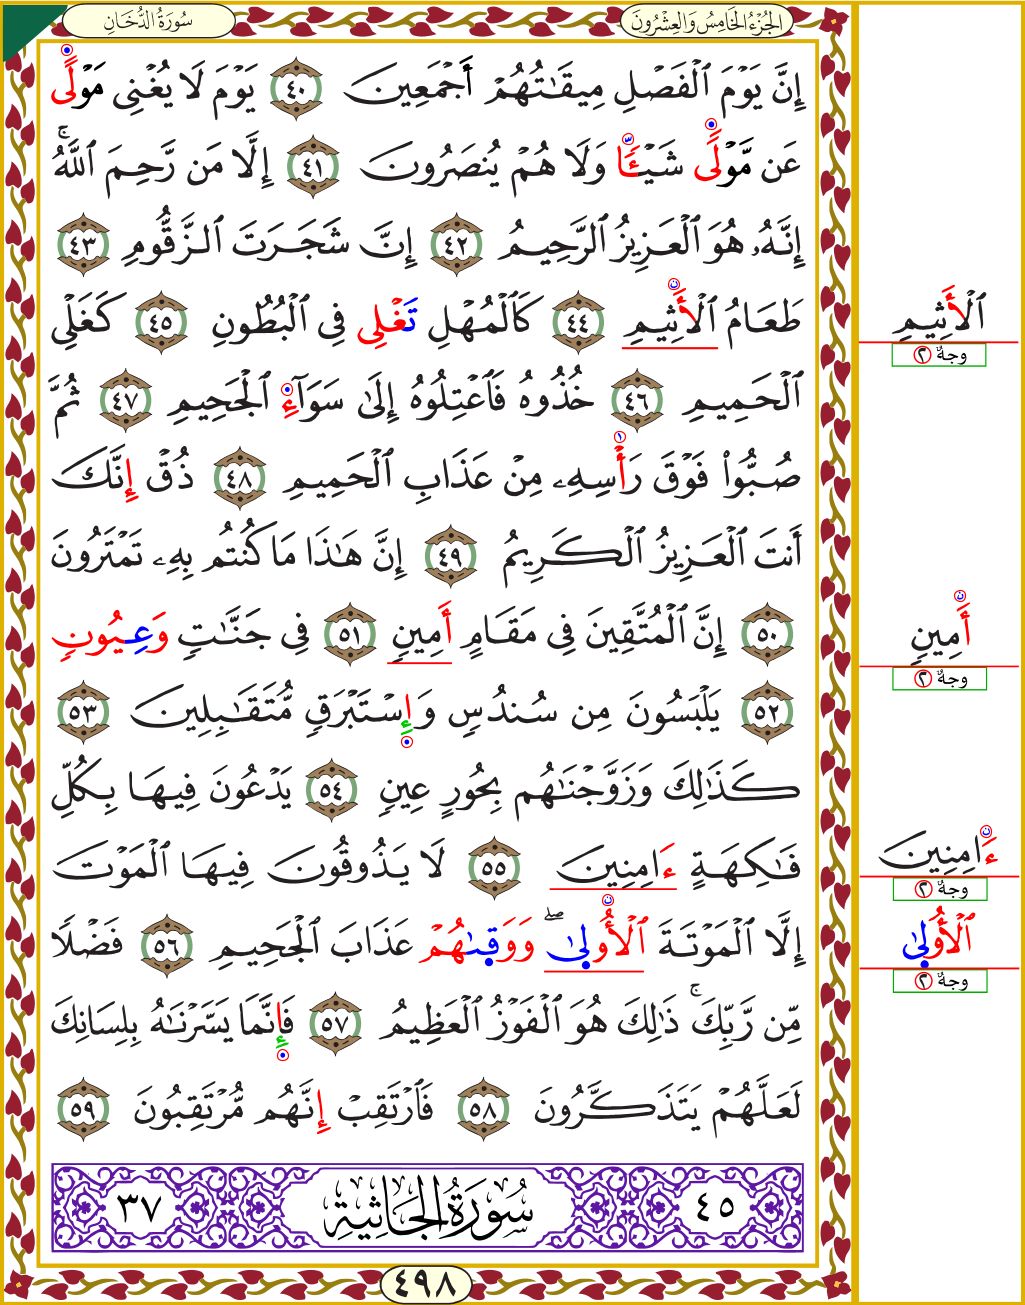 سُورَةُ الدُّخَانِ
الجُزْءُ الخَامِسُ وَالعِشْرُونَ
إِنَّ يَوْمَ ٱلْفَصْلِ مِيقَـٰتُهُمْ أَجْمَعِينَ ٤٠ يَوْمَ لَا يُغْنِى مَوْلًى
عَن مَّوْلًى شَيْـًٔا وَلَا هُمْ يُنصَرُونَ ٤١ إِلَّا مَن رَّحِمَ ٱللَّهُ ۚ
إِنَّهُۥ هُوَ ٱلْعَزِيزُ ٱلرَّحِيمُ ٤٢ إِنَّ شَجَرَتَ ٱلزَّقُّومِ ٤٣
طَعَامُ ٱلْأَثِيمِ ٤٤ كَٱلْمُهْلِ تَغْلِى فِى ٱلْبُطُونِ ٤٥ كَغَلْىِ
ٱلْحَمِيمِ ٤٦ خُذُوهُ فَٱعْتِلُوهُ إِلَىٰ سَوَآءِ ٱلْجَحِيمِ ٤٧ ثُمَّ
صُبُّوا۟ فَوْقَ رَأْسِهِۦ مِنْ عَذَابِ ٱلْحَمِيمِ ٤٨ ذُقْ إِنَّكَ
أَنتَ ٱلْعَزِيزُ ٱلْكَرِيمُ ٤٩ إِنَّ هَـٰذَا مَا كُنتُم بِهِۦ تَمْتَرُونَ
٥٠ إِنَّ ٱلْمُتَّقِينَ فِى مَقَامٍ أَمِينٍ ٥١ فِى جَنَّـٰتٍ وَعِيُونٍ
٥٢ يَلْبَسُونَ مِن سُندُسٍ وَإِسْتَبْرَقٍ مُّتَقَـٰبِلِينَ ٥٣
كَذَٰلِكَ وَزَوَّجْنَـٰهُم بِحُورٍ عِينٍ ٥٤ يَدْعُونَ فِيهَا بِكُلِّ
فَـٰكِهَةٍ ءَامِنِينَ ٥٥ لَا يَذُوقُونَ فِيهَا ٱلْمَوْتَ
إِلَّا ٱلْمَوْتَةَ ٱلْأُولَىٰ ۖ وَوَقَىٰهُمْ عَذَابَ ٱلْجَحِيمِ ٥٦ فَضْلًا
مِّن رَّبِّكَ ۚ ذَٰلِكَ هُوَ ٱلْفَوْزُ ٱلْعَظِيمُ ٥٧ فَإِنَّمَا يَسَّرْنَـٰهُ بِلِسَانِكَ
لَعَلَّهُمْ يَتَذَكَّرُونَ ٥٨ فَٱرْتَقِبْ إِنَّهُم مُّرْتَقِبُونَ ٥٩
٤٥ سُورَةُ الجَاثِيَةِ ٣٧
٤٩٨
ٱلْأَثِيمِ
وجهٌ ٢
أَمِينٍ
وجهٌ ٢
ءَامِنِينَ
وجهٌ ٢
ٱلْأُولَىٰ
وجهٌ ٢